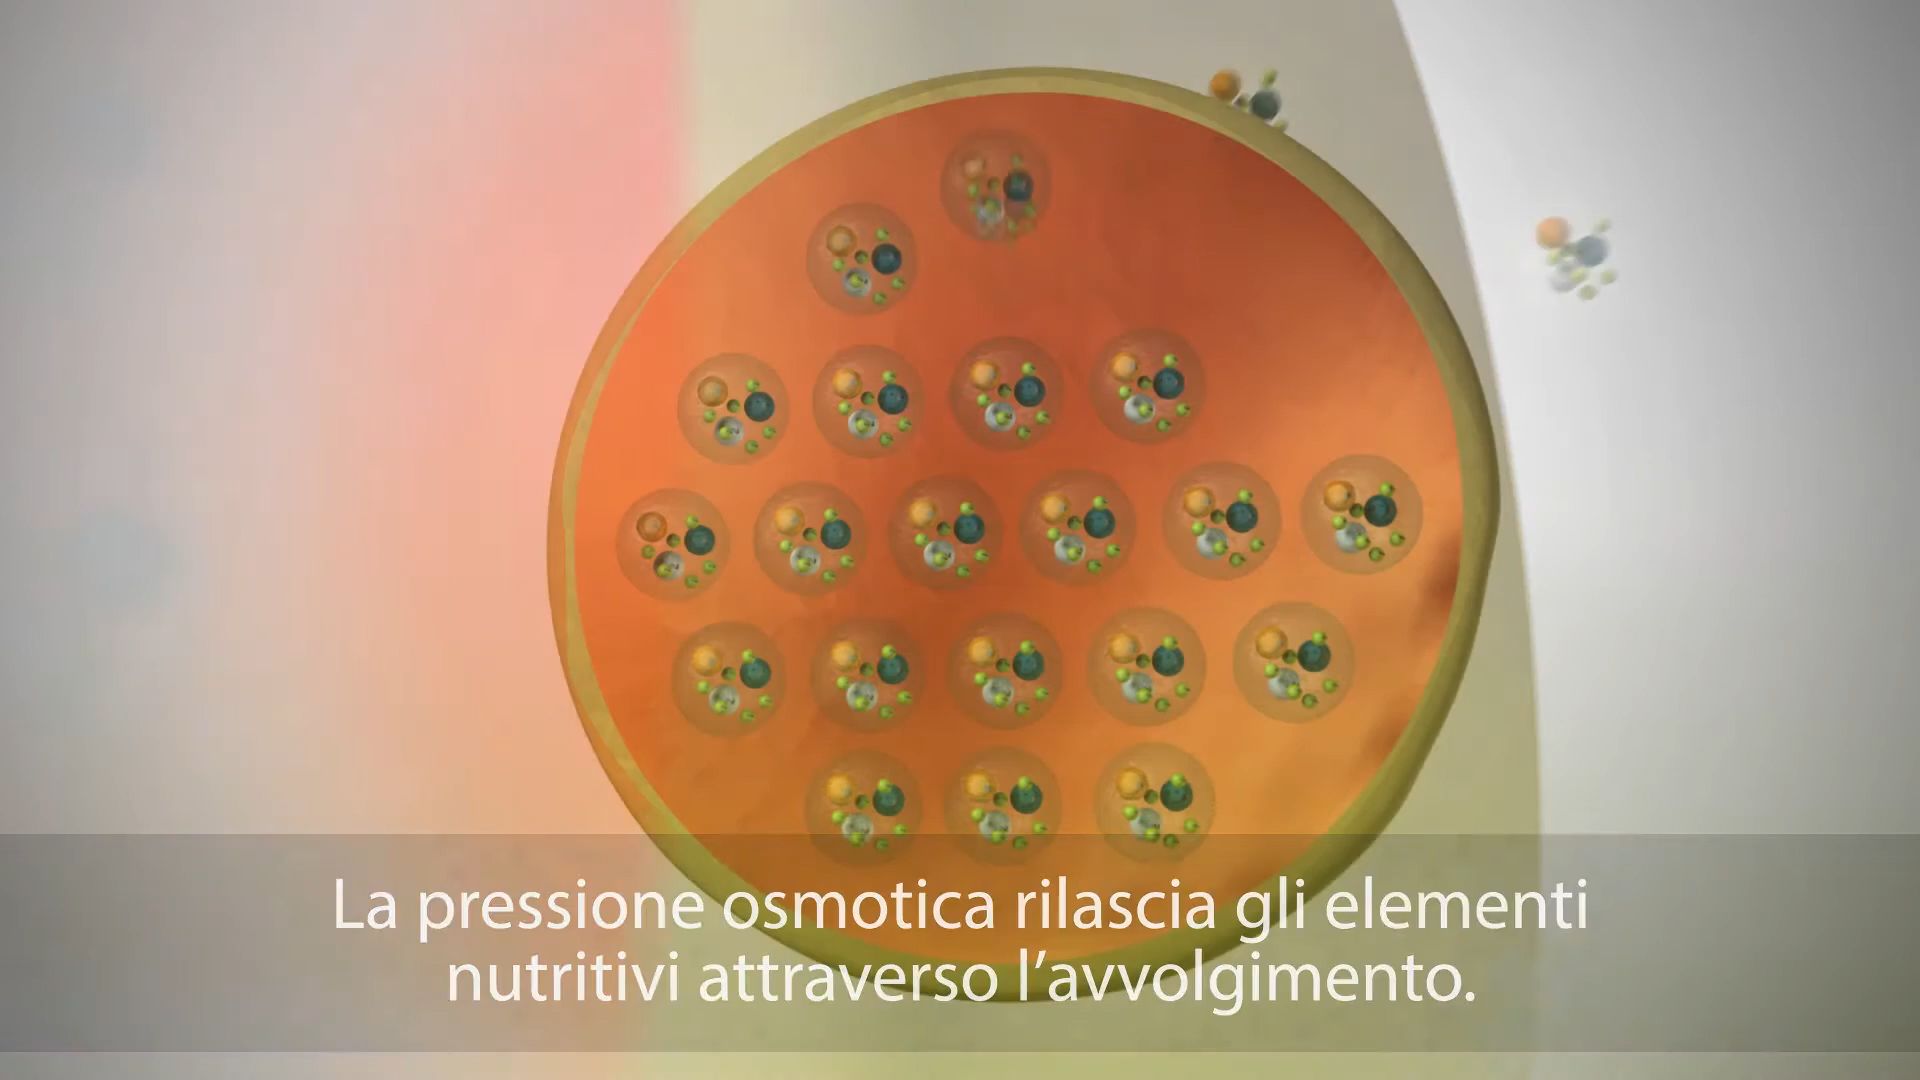 La pressione osmotica rilascia gli elementi
nutritivi attraverso l’avvolgimento.